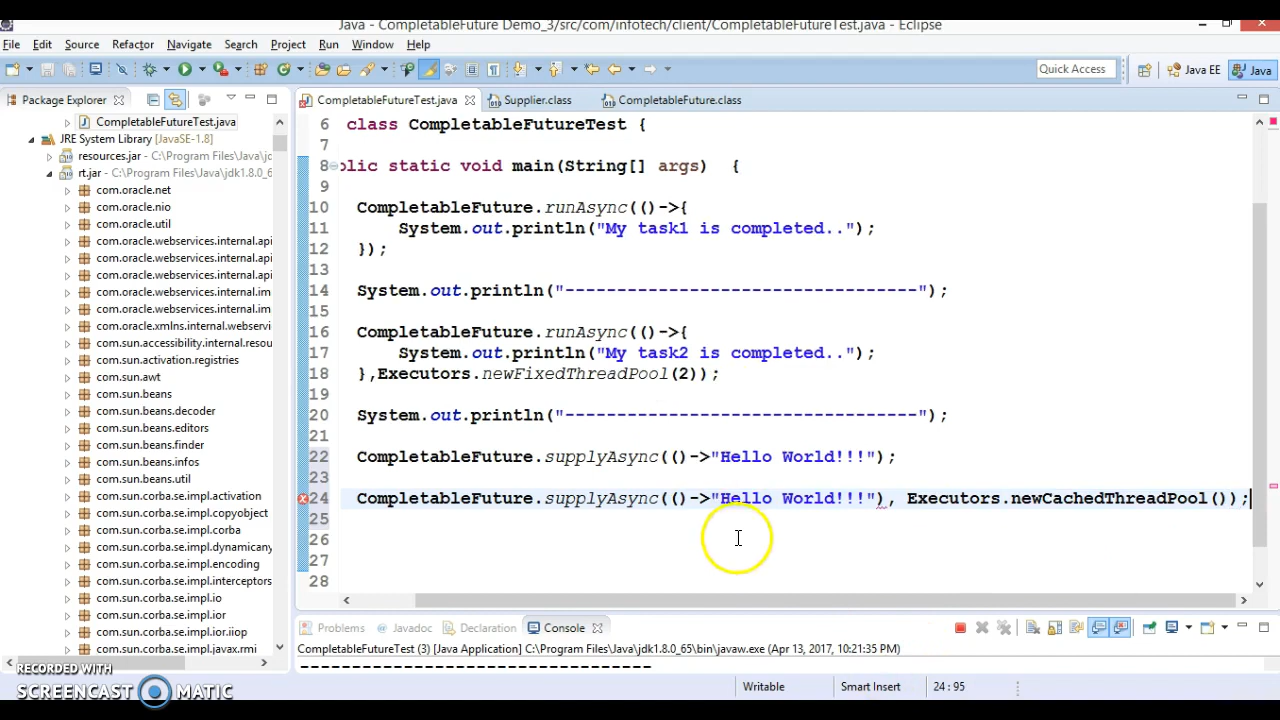 Java - CompletableFuture Demo_3/src/com/infotech/client/CompletableFutureTest.java - Eclipse
File Edit Source Refactor Navigate Search Project Run Window Help
Quick Access Java EE Java
Package Explorer CompletableFutureTest.java Supplier.class CompletableFuture.class
CompletableFutureTest.java
JRE System Library [JavaSE-1.8]
resources.jar - C:\Program Files\Java\jd
rt.jar - C:\Program Files\Java\jdk1.8.0_6
com.oracle.net
com.oracle.nio
com.oracle.util
com.oracle.webservices.internal.api
com.oracle.webservices.internal.api
com.oracle.webservices.internal.api
com.oracle.webservices.internal.im
com.oracle.webservices.internal.im
com.oracle.xmlns.internal.webservi
com.sun.accessibility.internal.resou
com.sun.activation.registries
com.sun.awt
com.sun.beans
com.sun.beans.decoder
com.sun.beans.editors
com.sun.beans.finder
com.sun.beans.infos
com.sun.beans.util
com.sun.corba.se.impl.activation
com.sun.corba.se.impl.copyobject
com.sun.corba.se.impl.corba
com.sun.corba.se.impl.dynamicany
com.sun.corba.se.impl.encoding
com.sun.corba.se.impl.interceptors
com.sun.corba.se.impl.io
com.sun.corba.se.impl.ior
com.sun.corba.se.impl.ior.iiop
com.sun.corba.se.impl.javax.rmi
6 class CompletableFutureTest {
7
8 blic static void main(String[] args) {
9
10 CompletableFuture.runAsync(()->{
11 System.out.println("My task1 is completed..");
12 });
13
14 System.out.println("----------------------------------");
15
16 CompletableFuture.runAsync(()->{
17 System.out.println("My task2 is completed..");
18 },Executors.newFixedThreadPool(2));
19
20 System.out.println("----------------------------------");
21
22 CompletableFuture.supplyAsync(()->"Hello World!!!");
23
24 CompletableFuture.supplyAsync(()->"Hello World!!!"), Executors.newCachedThreadPool());
25
26
27
28
Problems Javadoc Declaration Console
CompletableFutureTest (3) [Java Application] C:\Program Files\Java\jdk1.8.0_65\bin\javaw.exe (Apr 13, 2017, 10:21:35 PM)
----------------------------------
Writable Smart Insert 24 : 95
RECORDED WITH
SCREENCAST MATIC